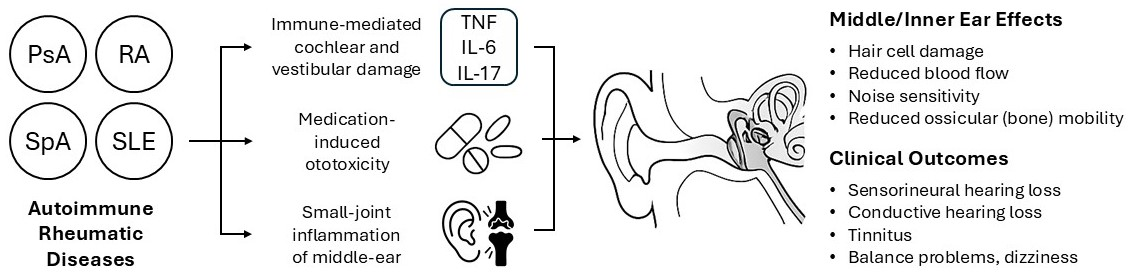 PsA
RA
SpA
SLE
Autoimmune
Rheumatic
Diseases
Immune-mediated
cochlear and
vestibular damage
TNF
IL-6
IL-17
Medication-
induced
ototoxicity
Small-joint
inflammation
of middle-ear
Middle/Inner Ear Effects
• Hair cell damage
• Reduced blood flow
• Noise sensitivity
• Reduced ossicular (bone) mobility
Clinical Outcomes
• Sensorineural hearing loss
• Conductive hearing loss
• Tinnitus
• Balance problems, dizziness